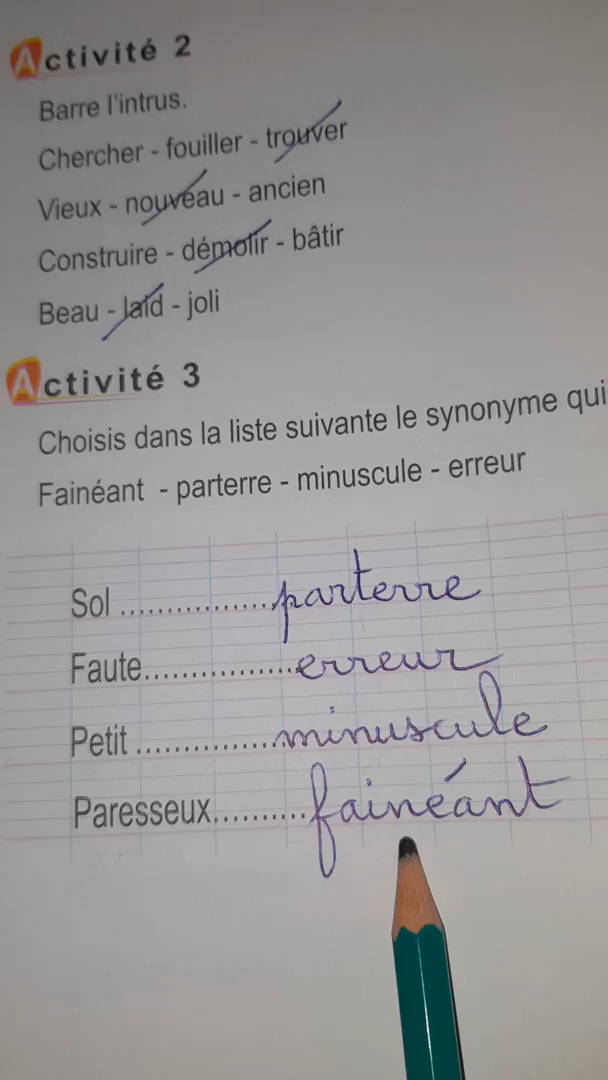 Activité 2
Barre l'intrus.
Chercher - fouiller - trouver
Vieux - nouveau - ancien
Construire - démolir - bâtir
Beau - laid - joli
Activité 3
Choisis dans la liste suivante le synonyme qui
Fainéant - parterre - minuscule - erreur
Sol ................parterre
Faute................erreur
Petit ...............minuscule
Paresseux..........fainéant